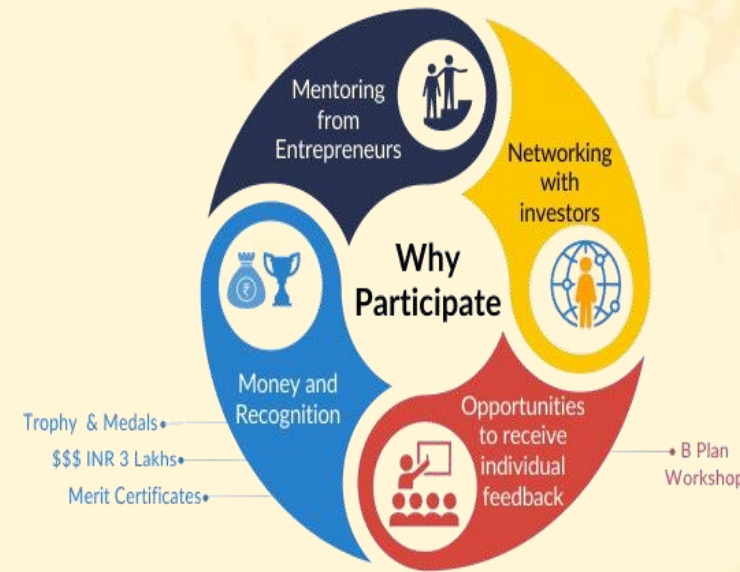 Mentoring
from
Entrepreneurs
Networking
with
investors
Why
Participate
₹
Money and
Recognition
Trophy & Medals
$$$ INR 3 Lakhs
Merit Certificates
Opportunities
to receive
individual
feedback
B Plan
Workshop